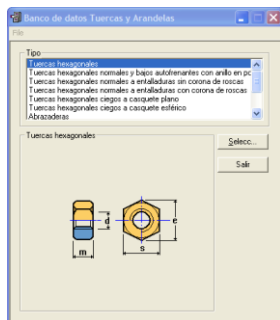 Banco de datos Tuercas y Arandelas
File
Tipo
Tuercas hexagonales
Tuercas hexagonales normales y bajos autofrenantes con anillo en po
Tuercas hexagonales normales a entalladuras sin corona de roscas
Tuercas hexagonales normales a entalladuras con corona de roscas
Tuercas hexagonales ciegos a casquete plano
Tuercas hexagonales ciegos a casquete esférico
Abrazaderas
Tuercas hexagonales
Selecc...
Salir
d
e
m
s